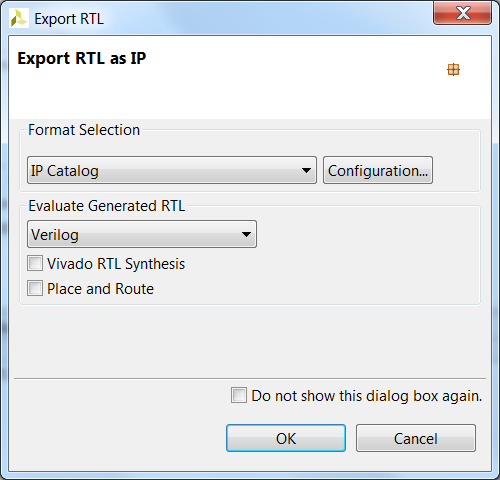 Export RTL
Export RTL as IP
Format Selection
IP Catalog
Configuration...
Evaluate Generated RTL
Verilog
Vivado RTL Synthesis
Place and Route
Do not show this dialog box again.
OK
Cancel